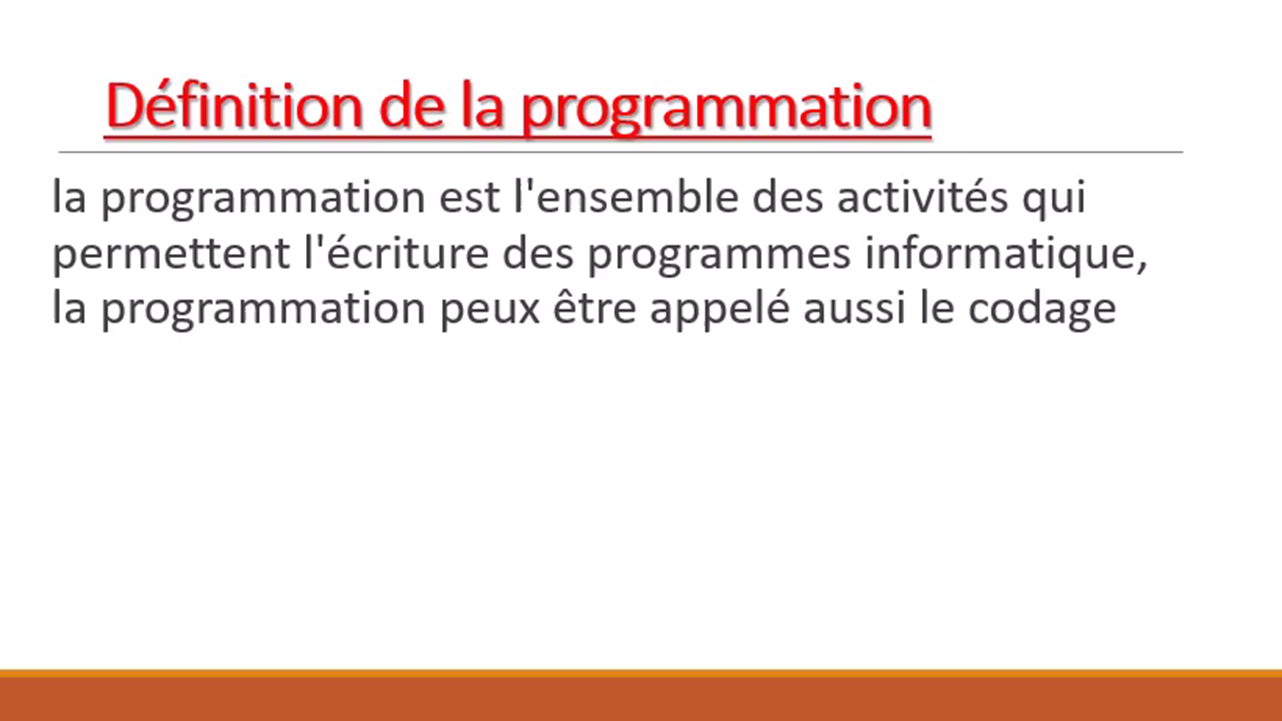 Définition de la programmation
la programmation est l'ensemble des activités qui
permettent l'écriture des programmes informatique,
la programmation peux être appelé aussi le codage